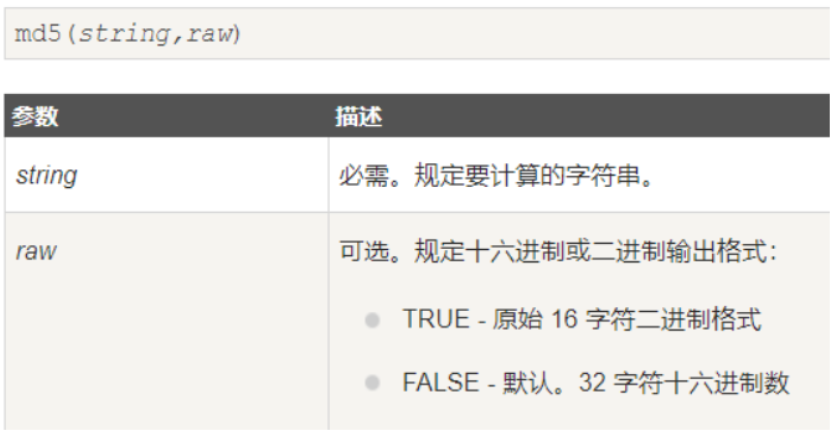 md5(string,raw)
参数 描述
string 必需。规定要计算的字符串。
raw 可选。规定十六进制或二进制输出格式：
TRUE - 原始 16 字符二进制格式
FALSE - 默认。32 字符十六进制数